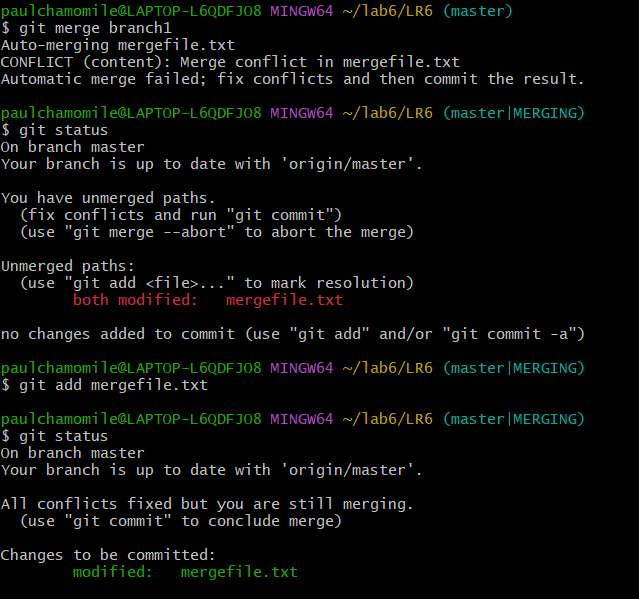 paulchamomile@LAPTOP-L6QDFJO8 MINGW64 ~/lab6/LR6 (master)
$ git merge branch1
Auto-merging mergefile.txt
CONFLICT (content): Merge conflict in mergefile.txt
Automatic merge failed; fix conflicts and then commit the result.

paulchamomile@LAPTOP-L6QDFJO8 MINGW64 ~/lab6/LR6 (master|MERGING)
$ git status
On branch master
Your branch is up to date with 'origin/master'.

You have unmerged paths.
  (fix conflicts and run "git commit")
  (use "git merge --abort" to abort the merge)

Unmerged paths:
  (use "git add <file>..." to mark resolution)
        both modified:   mergefile.txt

no changes added to commit (use "git add" and/or "git commit -a")

paulchamomile@LAPTOP-L6QDFJO8 MINGW64 ~/lab6/LR6 (master|MERGING)
$ git add mergefile.txt

paulchamomile@LAPTOP-L6QDFJO8 MINGW64 ~/lab6/LR6 (master|MERGING)
$ git status
On branch master
Your branch is up to date with 'origin/master'.

All conflicts fixed but you are still merging.
  (use "git commit" to conclude merge)

Changes to be committed:
        modified:   mergefile.txt